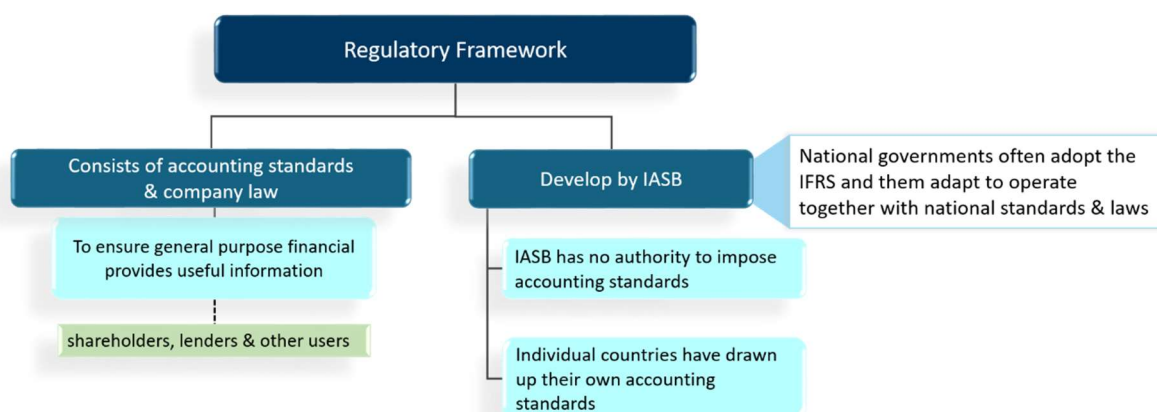 Regulatory Framework
Consists of accounting standards
& company law
To ensure general purpose financial
provides useful information
shareholders, lenders & other users
Develop by IASB
National governments often adopt the
IFRS and them adapt to operate
together with national standards & laws
IASB has no authority to impose
accounting standards
Individual countries have drawn
up their own accounting
standards